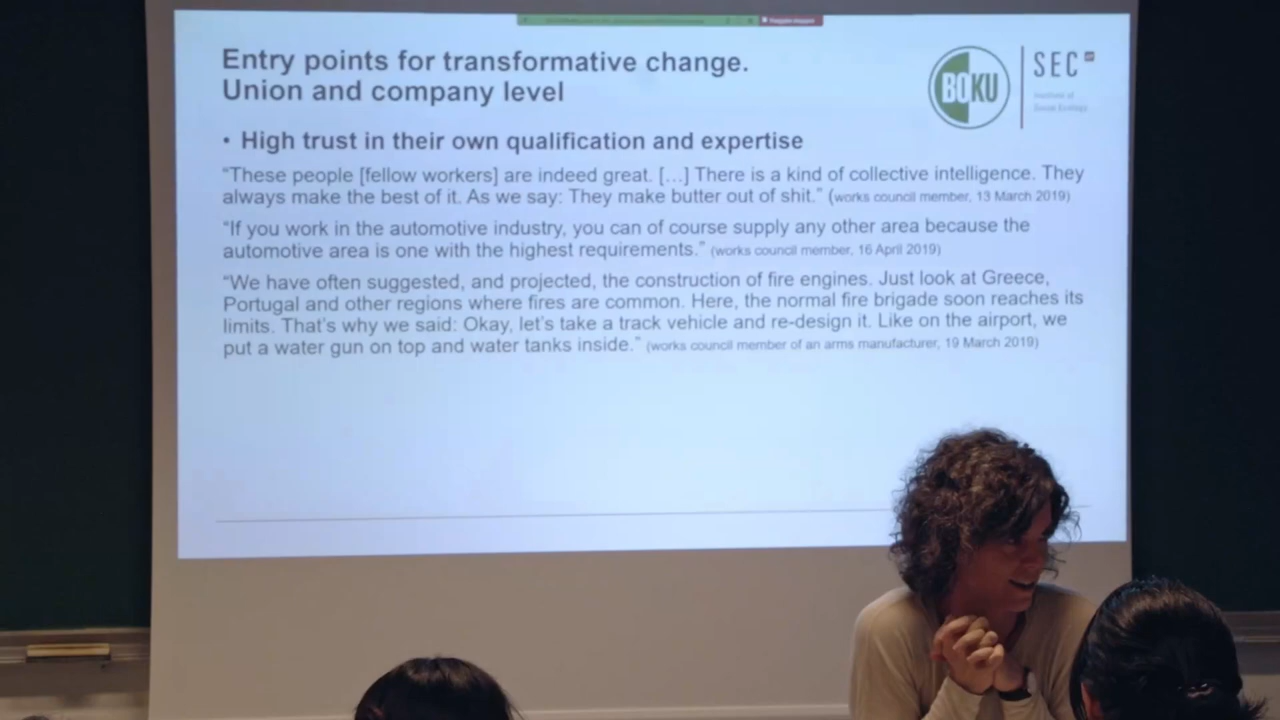 Entry points for transformative change.
Union and company level
BOKU
SEC
Institute of
Social Ecology
• High trust in their own qualification and expertise
“These people [fellow workers] are indeed great. […] There is a kind of collective intelligence. They
always make the best of it. As we say: They make butter out of shit.” (works council member, 13 March 2019)
“If you work in the automotive industry, you can of course supply any other area because the
automotive area is one with the highest requirements.” (works council member, 16 April 2019)
“We have often suggested, and projected, the construction of fire engines. Just look at Greece,
Portugal and other regions where fires are common. Here, the normal fire brigade soon reaches its
limits. That’s why we said: Okay, let’s take a track vehicle and re-design it. Like on the airport, we
put a water gun on top and water tanks inside.” (works council member of an arms manufacturer, 19 March 2019)